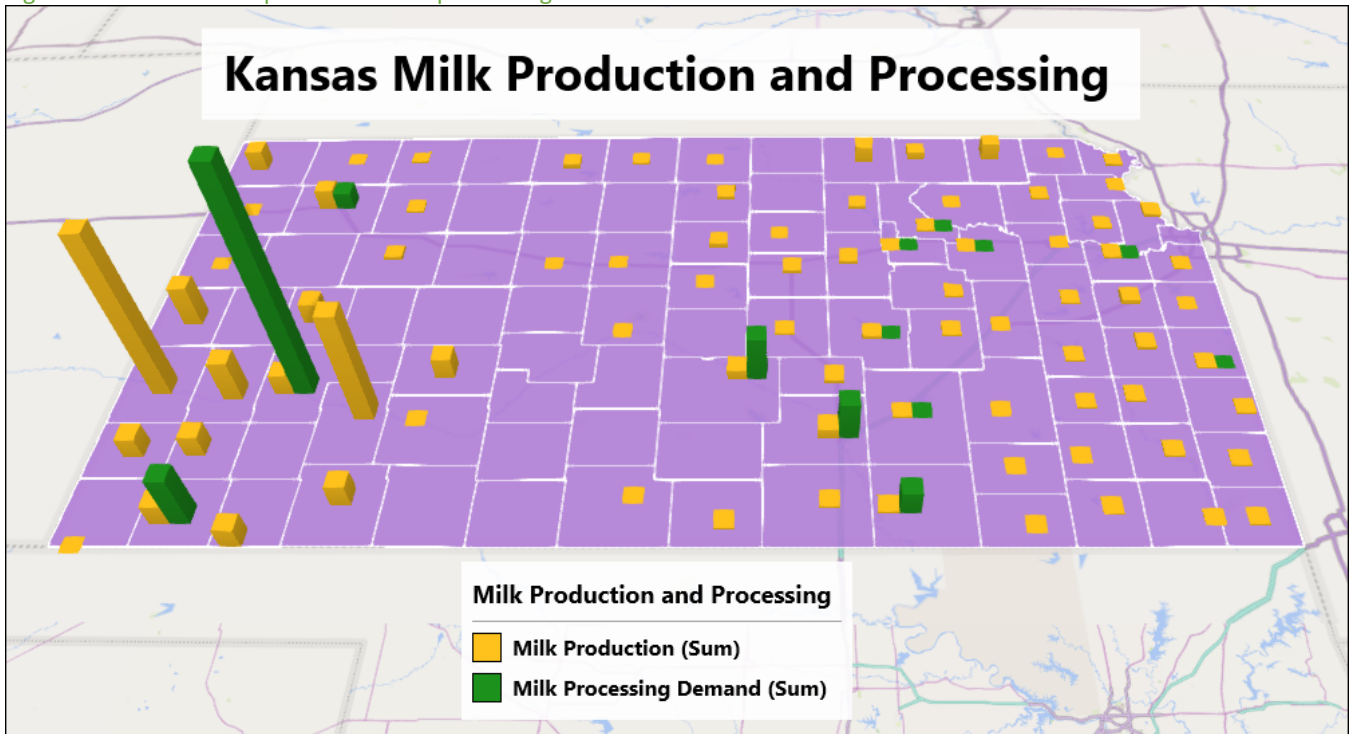 Kansas Milk Production and Processing
Milk Production and Processing
Milk Production (Sum)
Milk Processing Demand (Sum)